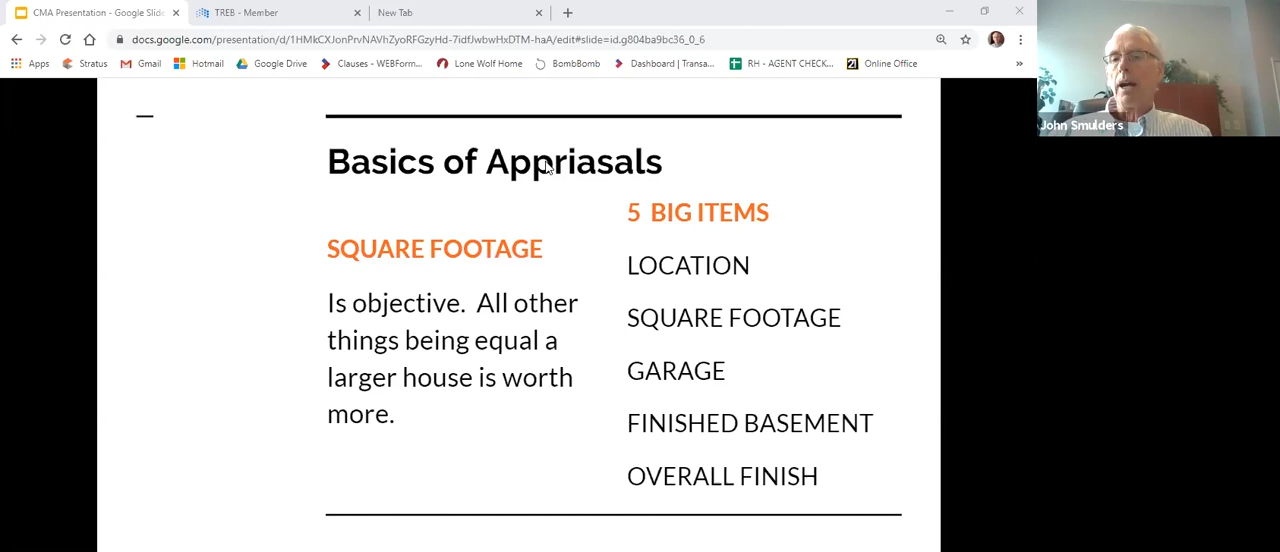 CMA Presentation - Google Slide
TREB - Member
New Tab
docs.google.com/presentation/d/1HMkCXJonPrvNAVhZyoRFGzyHd-7idfJwbwHxDTM-haA/edit#slide=id.g804ba9bc36_0_6
Apps
Stratus
Gmail
Hotmail
Google Drive
Clauses - WEBForm...
Lone Wolf Home
BombBomb
Dashboard | Transa...
RH - AGENT CHECK...
21
Online Office
»
John Smulders
Basics of Appriasals
SQUARE FOOTAGE
Is objective. All other
things being equal a
larger house is worth
more.
5 BIG ITEMS
LOCATION
SQUARE FOOTAGE
GARAGE
FINISHED BASEMENT
OVERALL FINISH